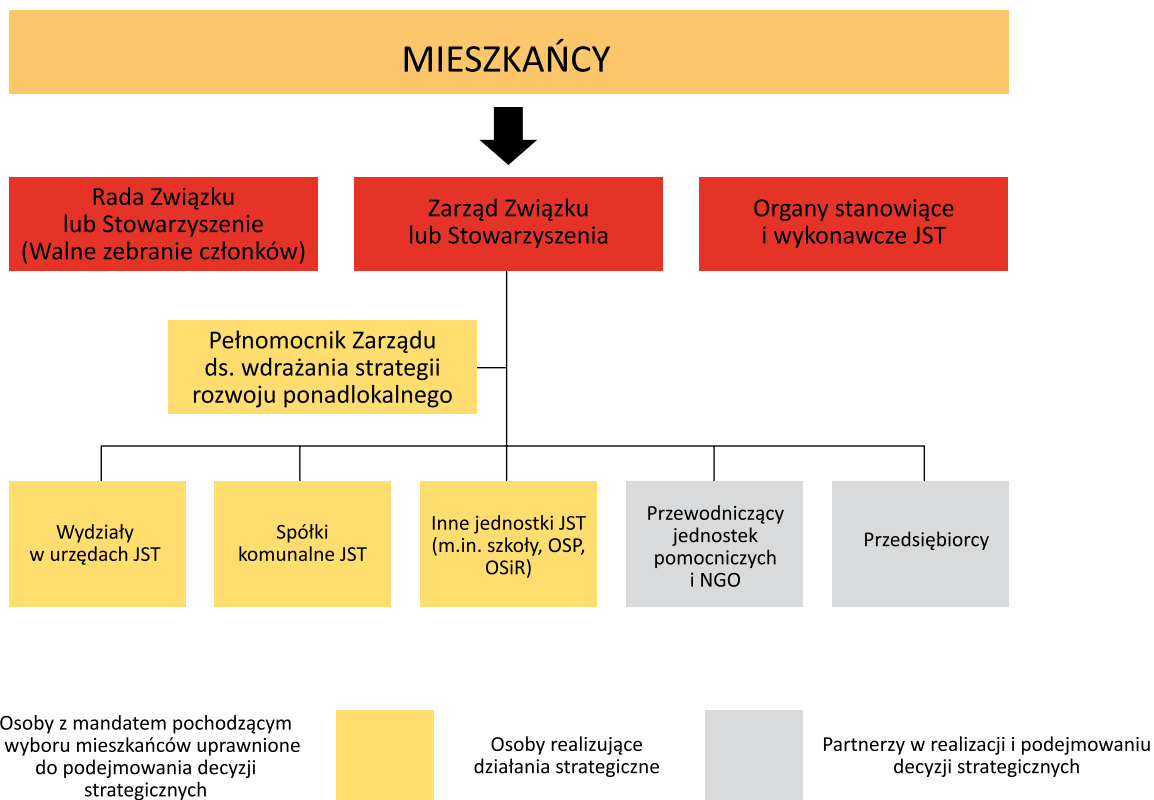 MIESZKAŃCY
Rada Związku
lub Stowarzyszenie
(Walne zebranie członków)
Zarząd Związku
lub Stowarzyszenia
Organy stanowiące
i wykonawcze JST
Pełnomocnik Zarządu
ds. wdrażania strategii
rozwoju ponadlokalnego
Wydziały
w urzędach JST
Spółki
komunalne JST
Inne jednostki JST
(m.in. szkoły, OSP,
OSiR)
Przewodniczący
jednostek
pomocniczych
i NGO
Przedsiębiorcy
Osoby z mandatem pochodzącym
wyboru mieszkańców uprawnione
do podejmowania decyzji
strategicznych
Osoby realizujące
działania strategiczne
Partnerzy w realizacji i podejmowaniu
decyzji strategicznych